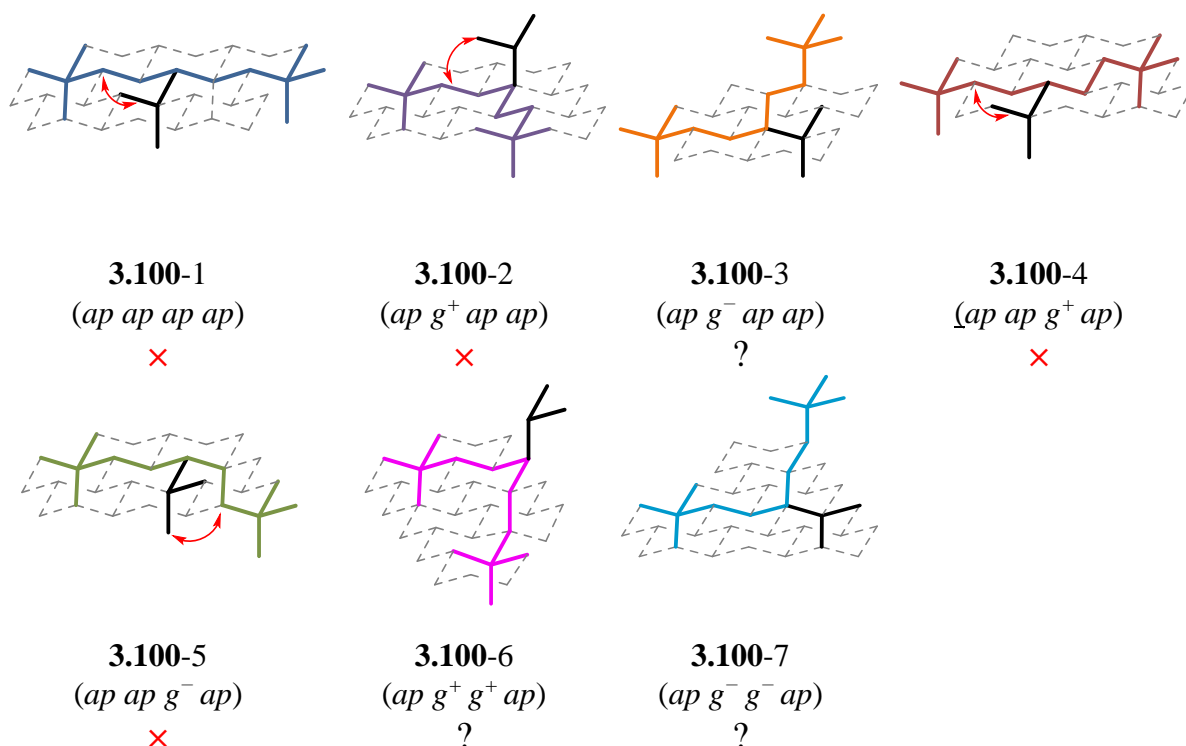 3.100-1 3.100-2 3.100-3 3.100-4
(ap ap ap ap) (ap g⁺ ap ap) (ap g⁻ ap ap) (ap ap g⁺ ap)
× × ? ×
3.100-5 3.100-6 3.100-7
(ap ap g⁻ ap) (ap g⁺ g⁺ ap) (ap g⁻ g⁻ ap)
× ? ?